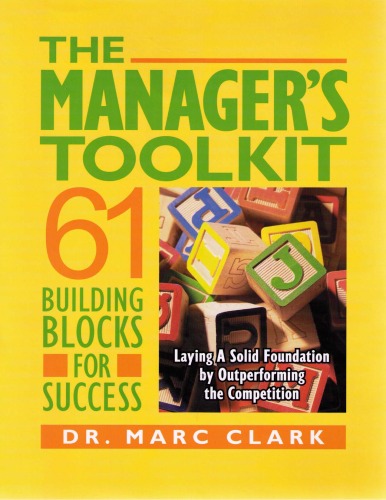 THE
MANAGER'S
TOOLKIT
61
BUILDING
BLOCKS
FOR
SUCCESS
J
Laying A Solid Foundation
by Outperforming
the Competition
DR. MARC CLARK